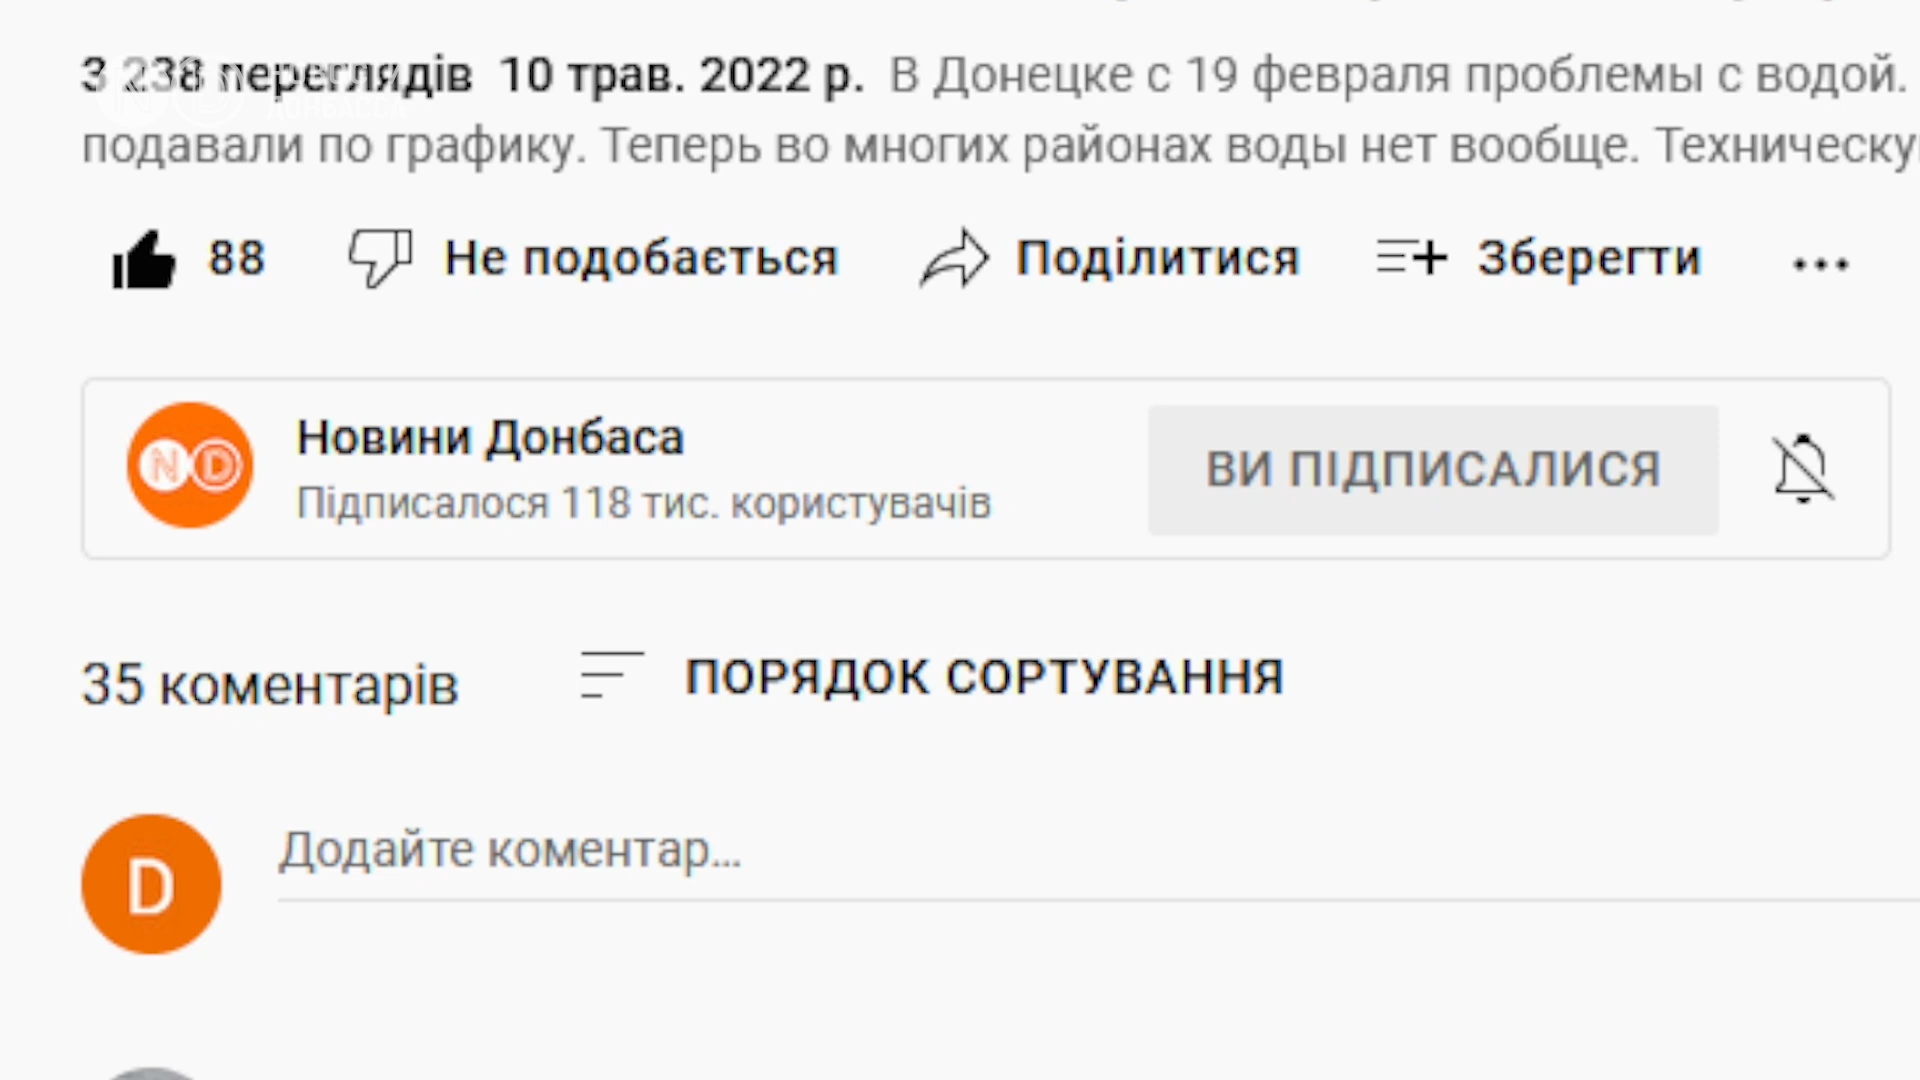 3 238 переглядів 10 трав. 2022 р. В Донецке с 19 февраля проблемы с водой.
подавали по графику. Теперь во многих районах воды нет вообще.
88 Не подобається Поділитися Зберегти
ND Новини Донбаса
Підписалося 118 тис. користувачів
ВИ ПІДПИСАЛИСЯ
35 коментарів ПОРЯДОК СОРТУВАННЯ
D Додайте коментар...